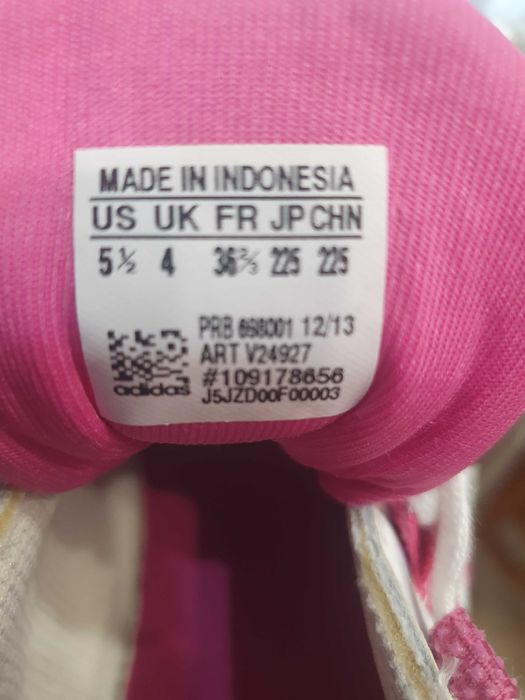 MADE IN INDONESIA
US UK FR JP CHN
5½ 4 36⅔ 225 225
PRB 12/13
ART V24927
#109178656
adidas J5JZD00F00003